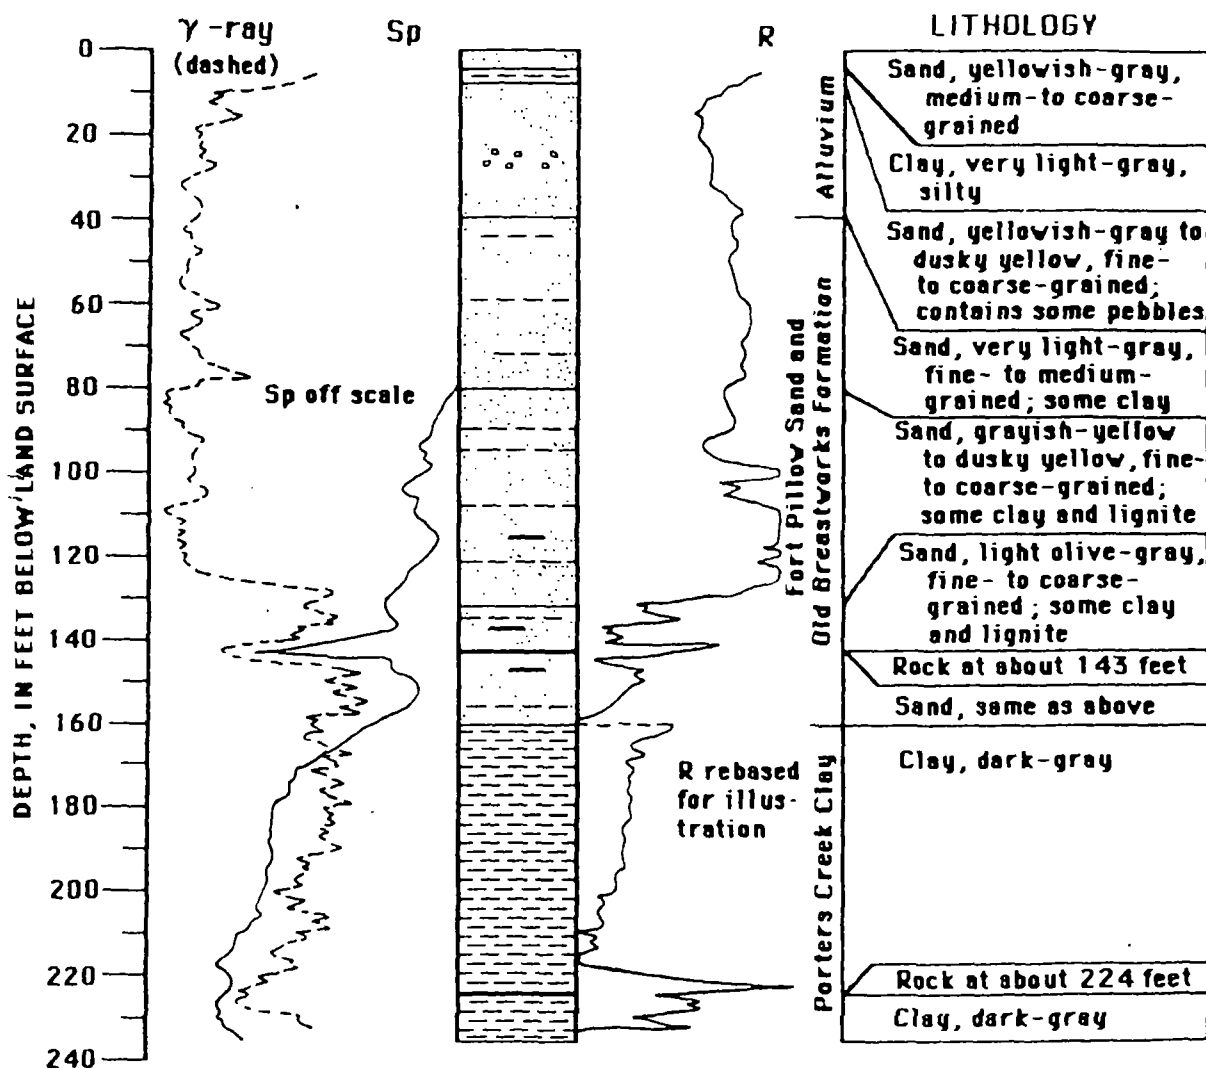 γ-ray
(dashed)
Sp
R
LITHOLOGY
DEPTH, IN FEET BELOW LAND SURFACE
0
20
40
60
80
100
120
140
160
180
200
220
240
Sp off scale
R rebased
for illus-
tration
Alluvium
Fort Pillow Sand and
Old Breastworks Formation
Porters Creek Clay
Sand, yellowish-gray,
medium-to coarse-
grained
Clay, very light-gray,
silty
Sand, yellowish-gray to
dusky yellow, fine-
to coarse-grained;
contains some pebbles
Sand, very light-gray,
fine- to medium-
grained; some clay
Sand, grayish-yellow
to dusky yellow, fine-
to coarse-grained;
some clay and lignite
Sand, light olive-gray,
fine- to coarse-
grained; some clay
and lignite
Rock at about 143 feet
Sand, same as above
Clay, dark-gray
Rock at about 224 feet
Clay, dark-gray